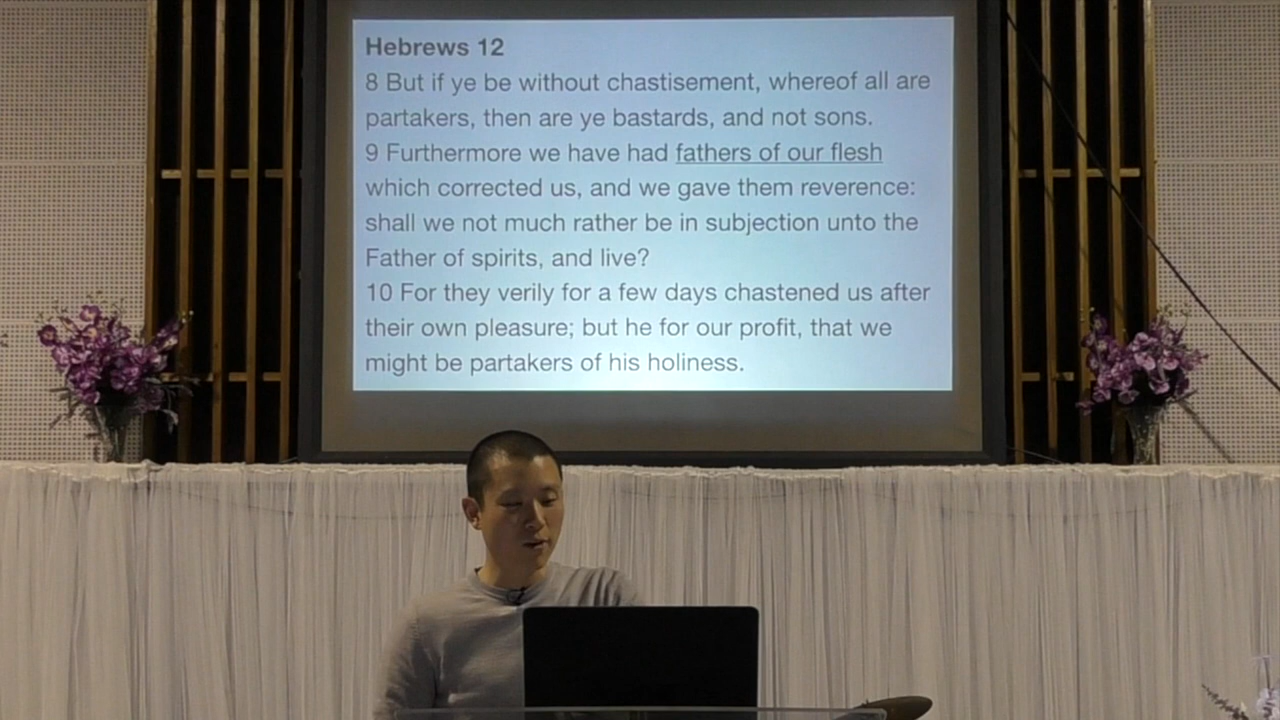 Hebrews 12
8 But if ye be without chastisement, whereof all are
partakers, then are ye bastards, and not sons.
9 Furthermore we have had fathers of our flesh
which corrected us, and we gave them reverence:
shall we not much rather be in subjection unto the
Father of spirits, and live?
10 For they verily for a few days chastened us after
their own pleasure; but he for our profit, that we
might be partakers of his holiness.